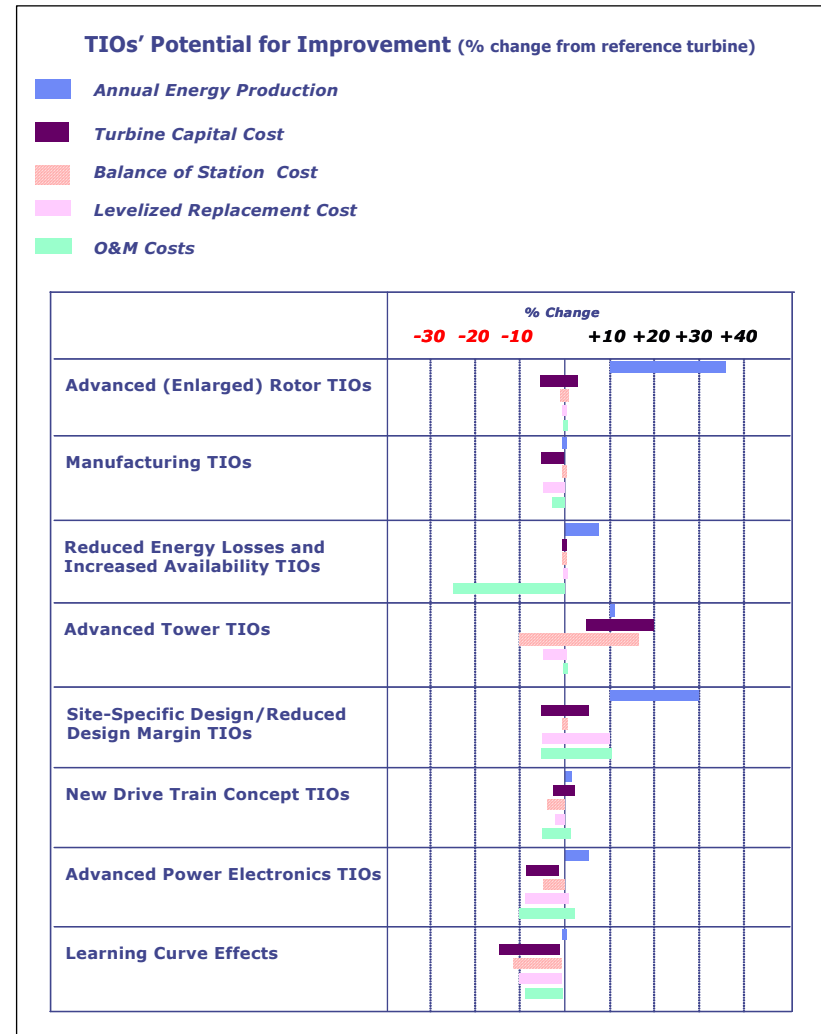 TIOs' Potential for Improvement (% change from reference turbine)
Annual Energy Production
Turbine Capital Cost
Balance of Station Cost
Levelized Replacement Cost
O&M Costs
% Change
-30 -20 -10 +10 +20 +30 +40
Advanced (Enlarged) Rotor TIOs
Manufacturing TIOs
Reduced Energy Losses and
Increased Availability TIOs
Advanced Tower TIOs
Site-Specific Design/Reduced
Design Margin TIOs
New Drive Train Concept TIOs
Advanced Power Electronics TIOs
Learning Curve Effects